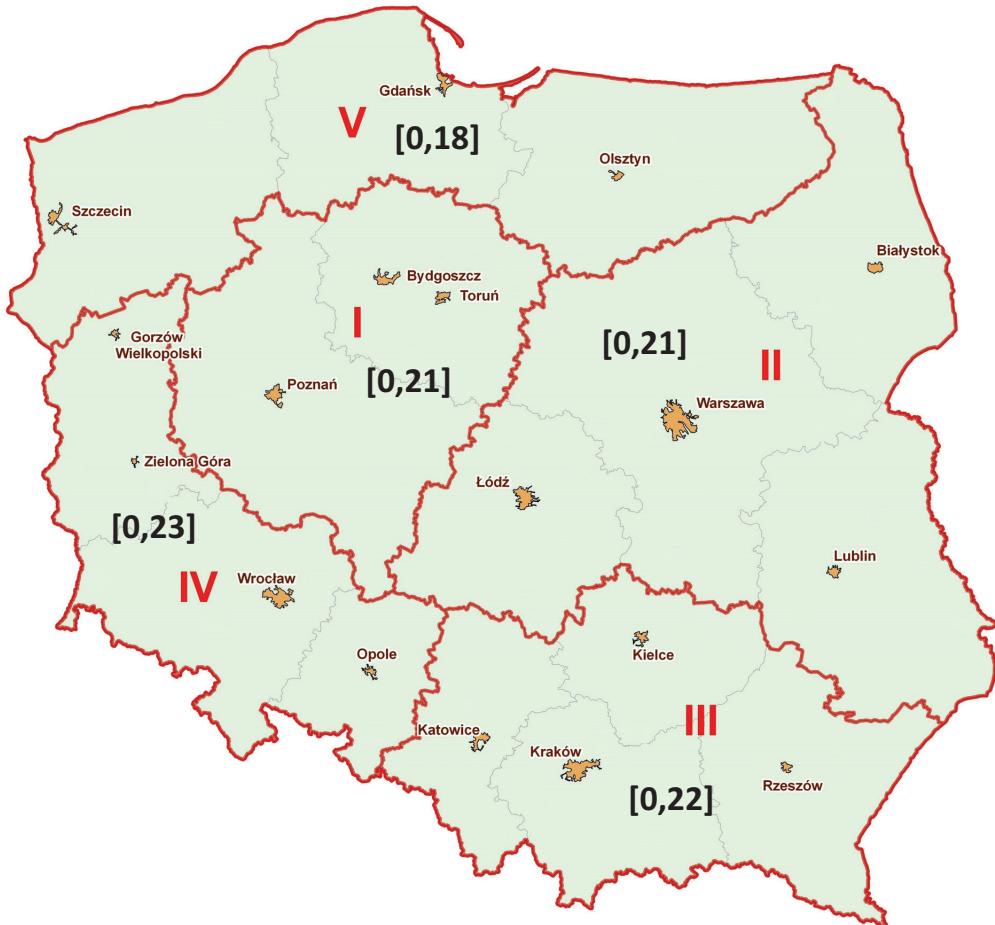 Gdańsk
V
[0,18]
Olsztyn
Szczecin
Białystok
Bydgoszcz
Toruń
I
Gorzów
Wielkopolski
[0,21]
II
[0,21]
Poznań
Warszawa
Zielona Góra
Łódź
[0,23]
Lublin
IV
Wrocław
Opole
Kielce
III
Katowice
Kraków
Rzeszów
[0,22]